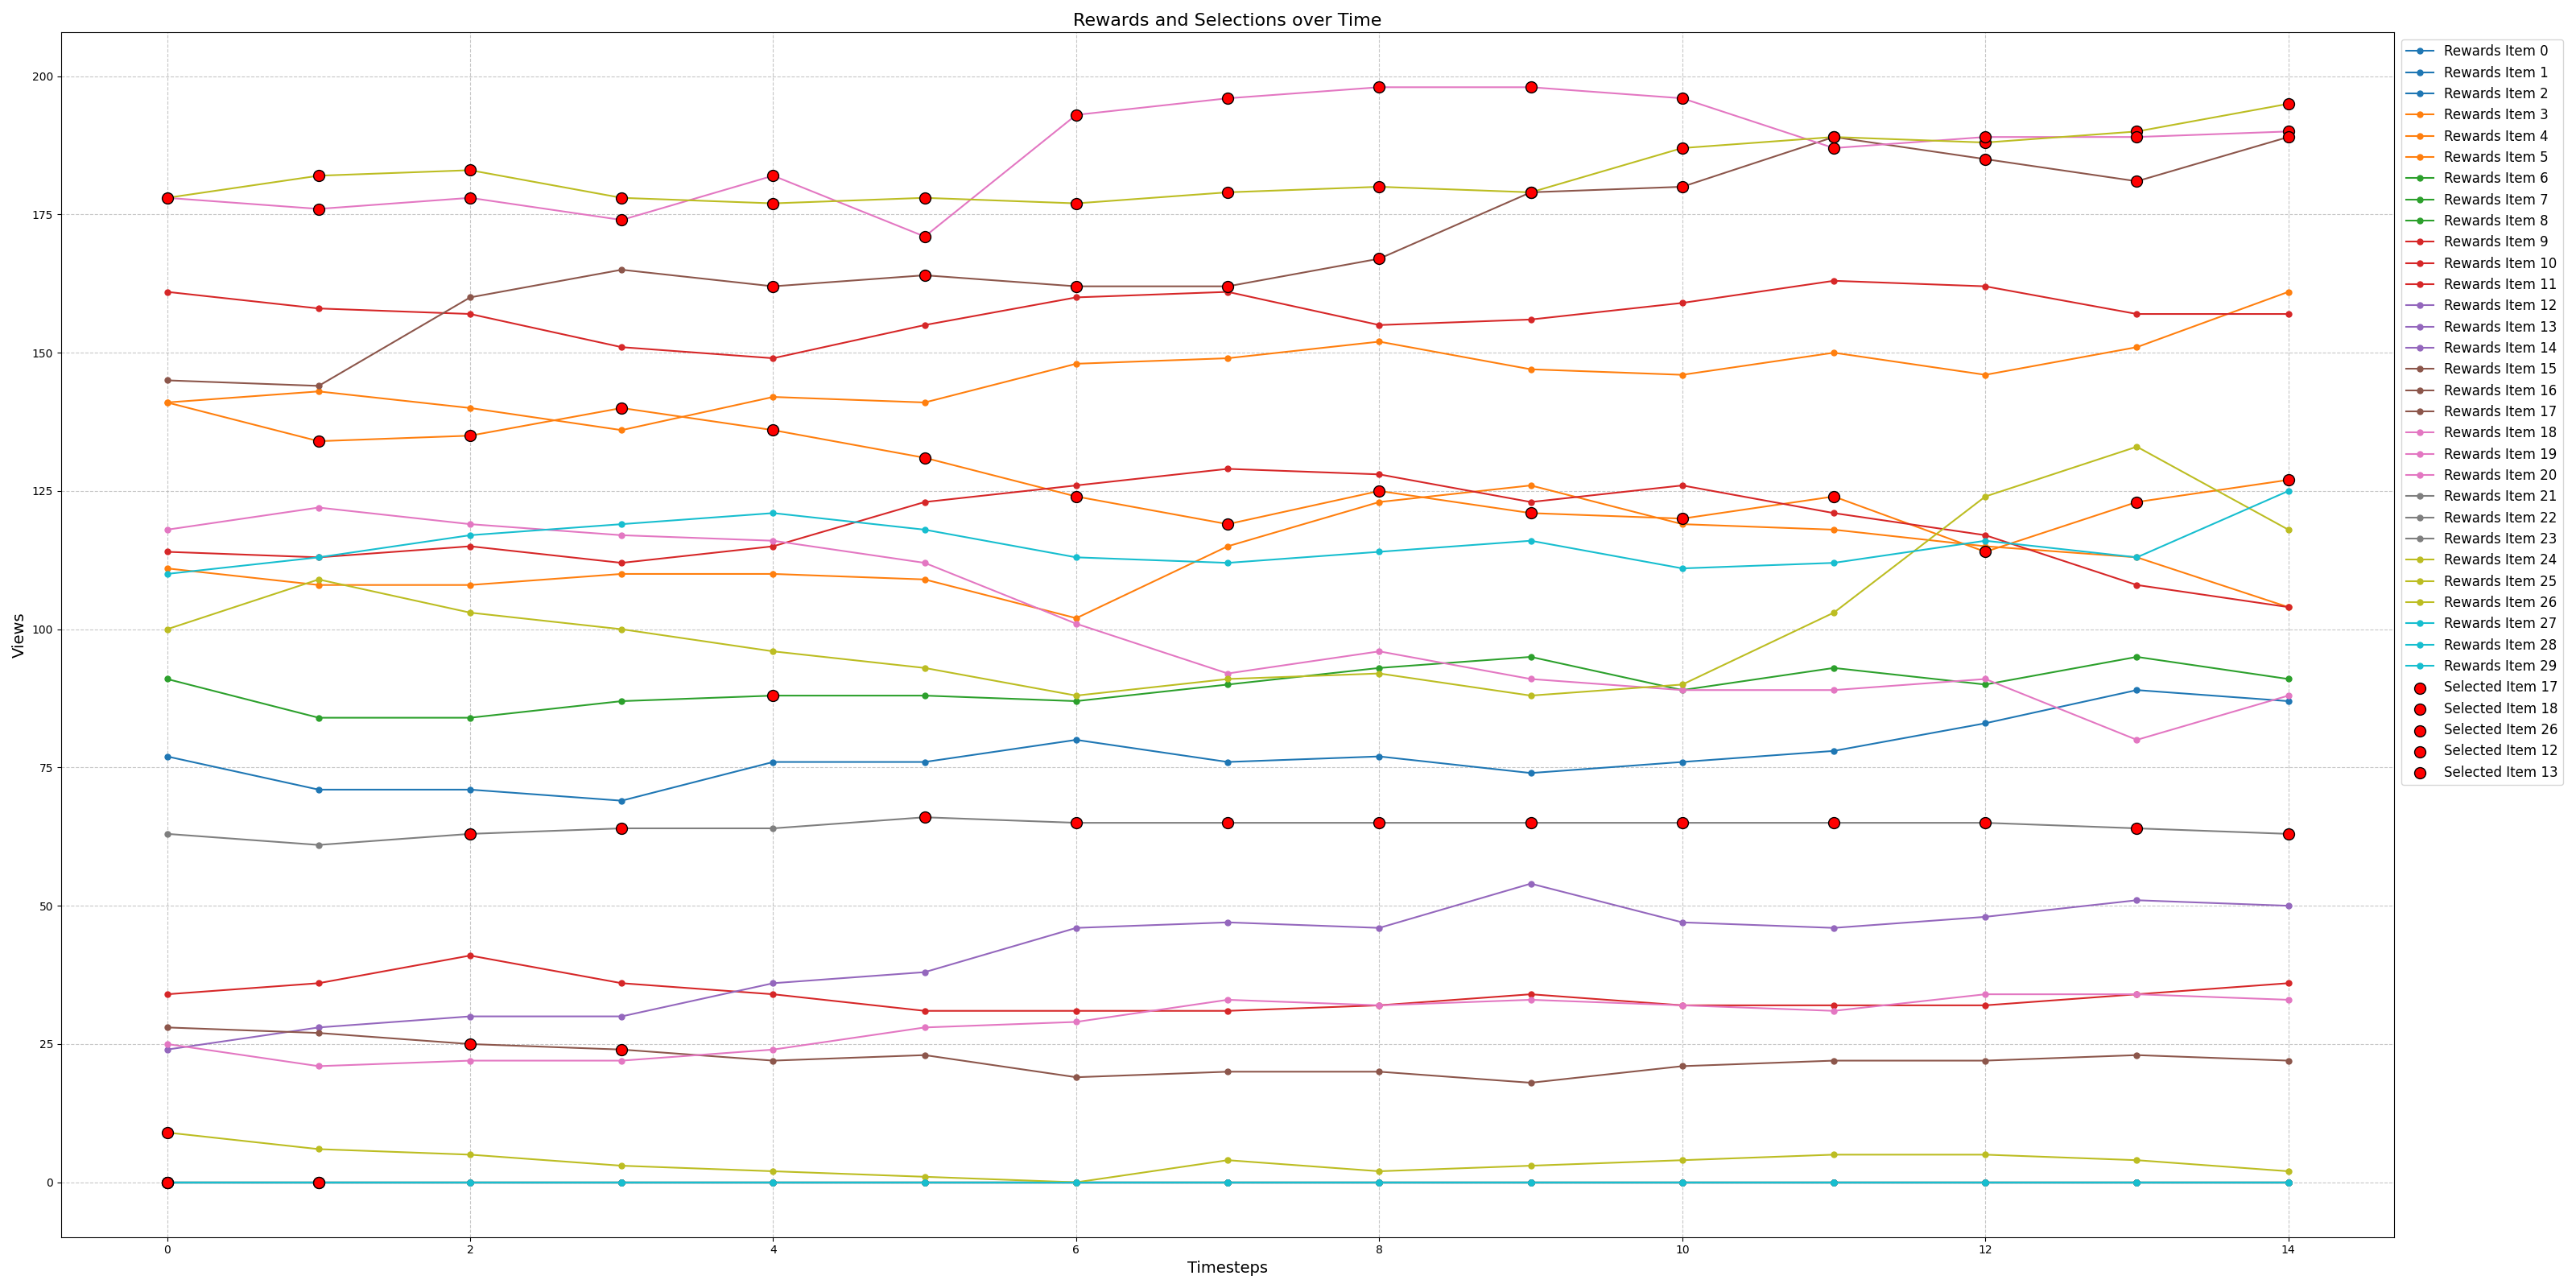 Rewards and Selections over Time
Views
200
175
150
125
100
75
50
25
0
0
2
4
6
8
10
12
14
Timesteps
Rewards Item 0
Rewards Item 1
Rewards Item 2
Rewards Item 3
Rewards Item 4
Rewards Item 5
Rewards Item 6
Rewards Item 7
Rewards Item 8
Rewards Item 9
Rewards Item 10
Rewards Item 11
Rewards Item 12
Rewards Item 13
Rewards Item 14
Rewards Item 15
Rewards Item 16
Rewards Item 17
Rewards Item 18
Rewards Item 19
Rewards Item 20
Rewards Item 21
Rewards Item 22
Rewards Item 23
Rewards Item 24
Rewards Item 25
Rewards Item 26
Rewards Item 27
Rewards Item 28
Rewards Item 29
Selected Item 17
Selected Item 18
Selected Item 26
Selected Item 12
Selected Item 13